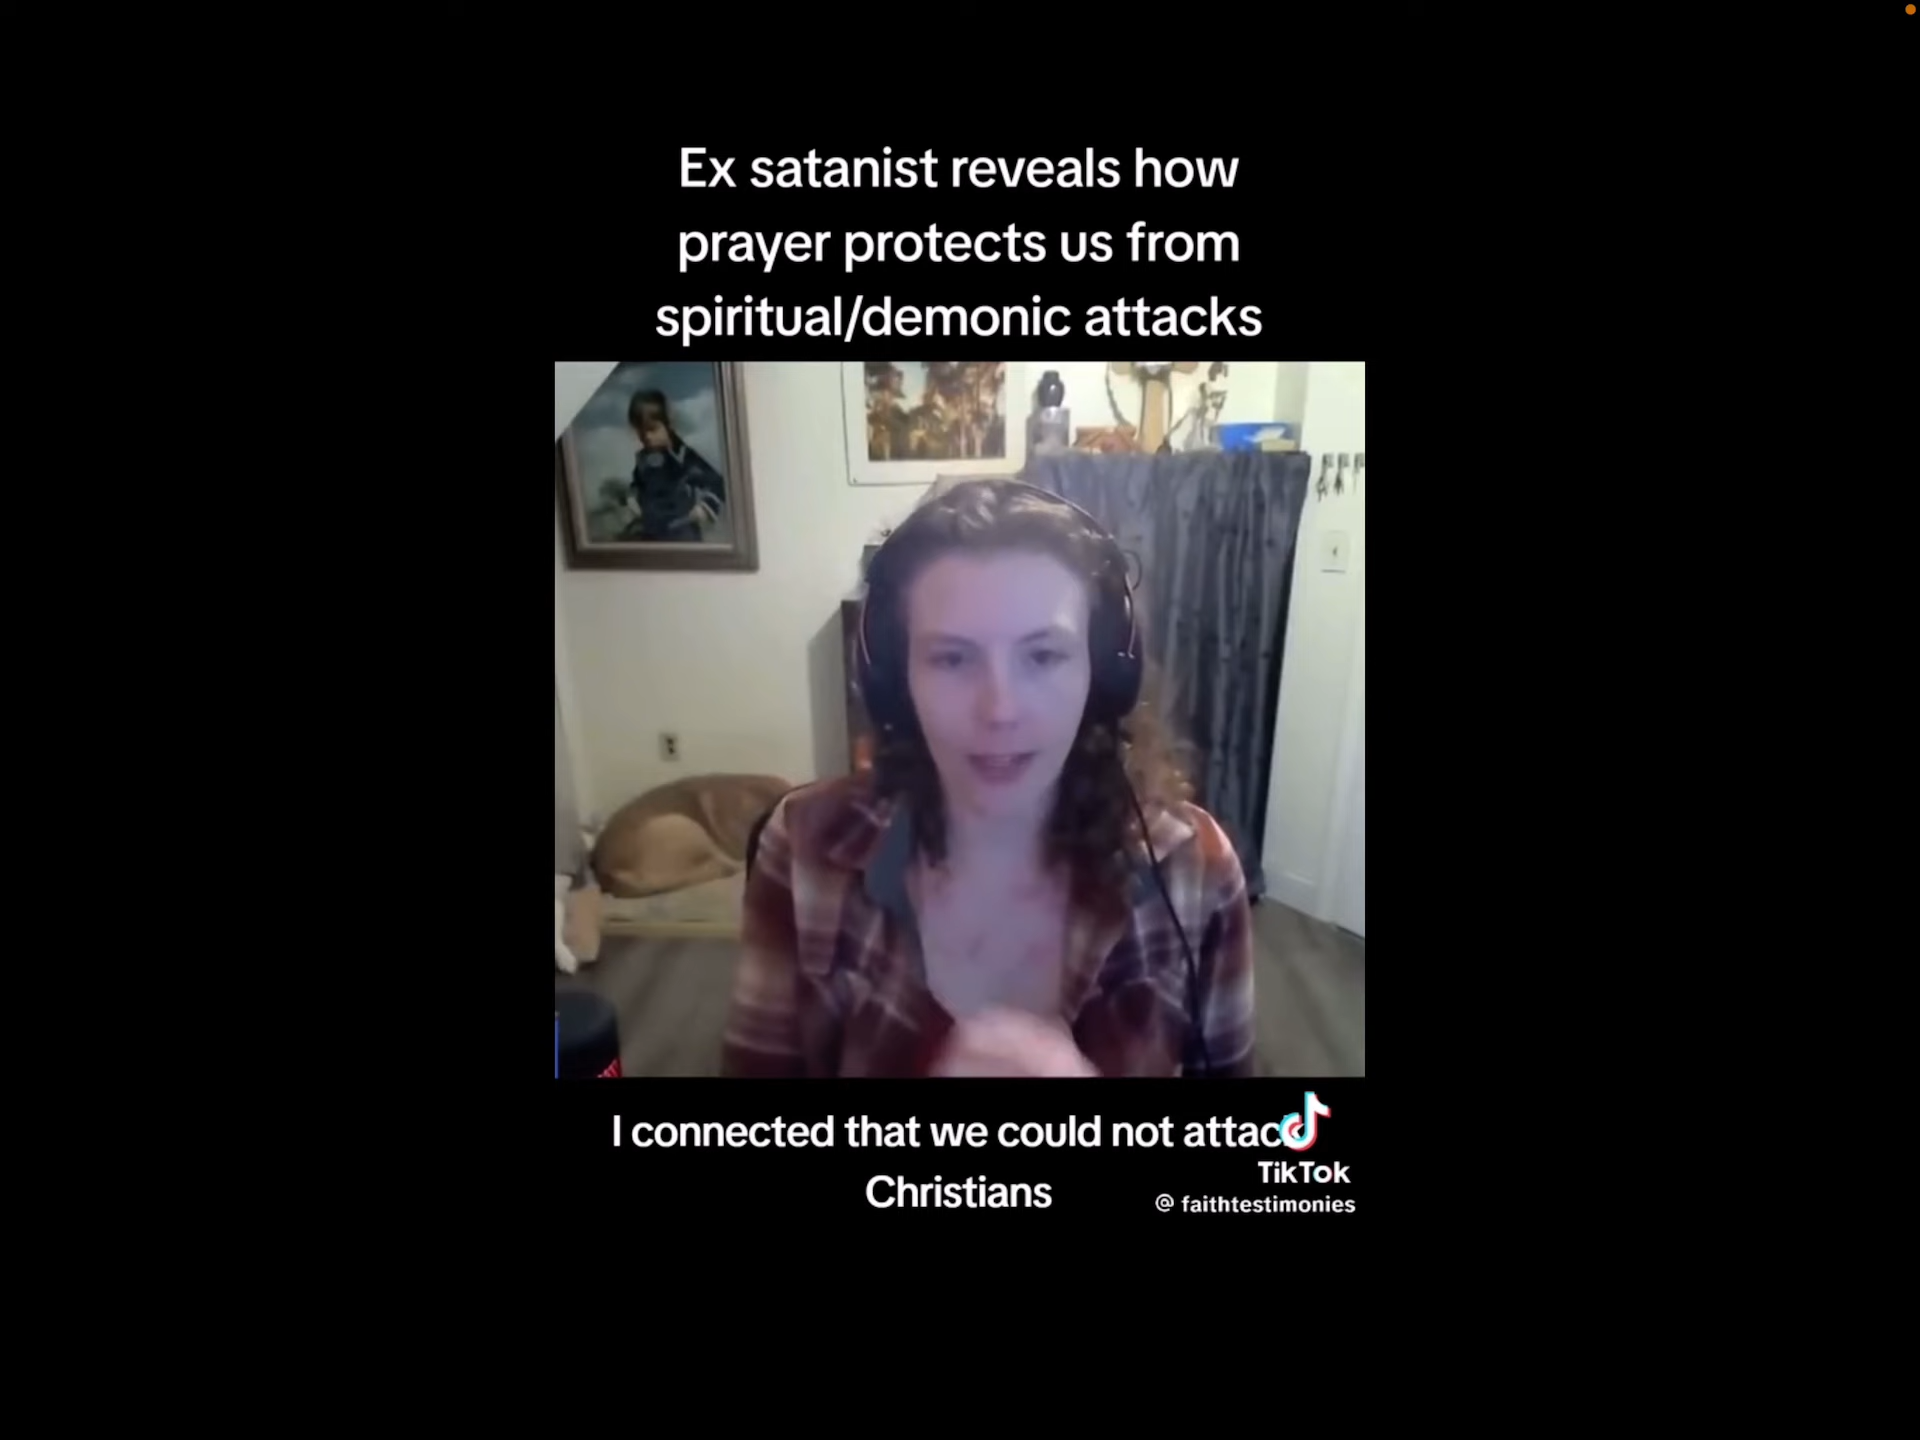 Ex satanist reveals how
prayer protects us from
spiritual/demonic attacks
I connected that we could not attack
Christians
TikTok
@ faithtestimonies